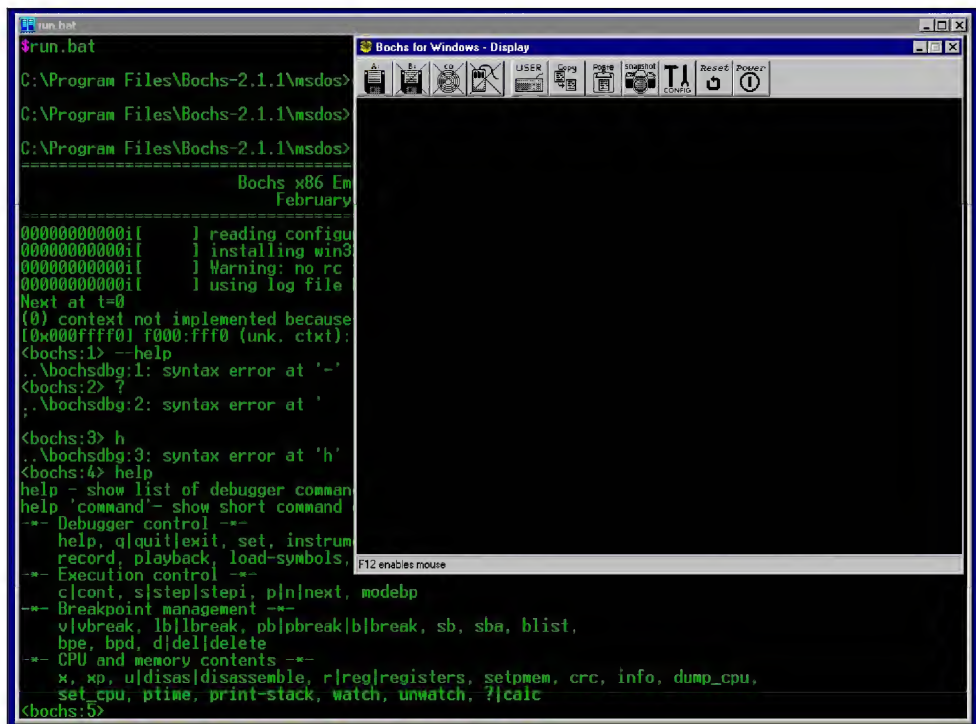 run.bat
$run.bat
C:\Program Files\Bochs-2.1.1\msdos>
C:\Program Files\Bochs-2.1.1\msdos>
C:\Program Files\Bochs-2.1.1\msdos>
========================================
Bochs x86 Em
February
========================================
00000000000i[      ] reading configu
00000000000i[      ] installing win3
00000000000i[      ] Warning: no rc
00000000000i[      ] using log file
Next at t=0
(0) context not implemented because
[0x000ffff0] f000:fff0 (unk. ctxt):
<bochs:1> --help
..\bochsdbg:1: syntax error at '-'
<bochs:2> ?
..\bochsdbg:2: syntax error at '
'
<bochs:3> h
..\bochsdbg:3: syntax error at 'h'
<bochs:4> help
help - show list of debugger comman
help 'command'- show short command
-*- Debugger control -*-
help, q|quit|exit, set, instrum
record, playback, load-symbols,
-*- Execution control -*-
c|cont, s|step|stepi, p|n|next, modebp
-*- Breakpoint management -*-
v|vbreak, lb|lbreak, pb|pbreak|b|break, sb, sba, blist,
bpe, bpd, d|del|delete
-*- CPU and memory contents -*-
x, xp, u|disas|disassemble, r|reg|registers, setpmem, crc, info, dump_cpu,
set_cpu, ptime, print-stack, watch, unwatch, ?|calc
<bochs:5>
Bochs for Windows - Display
A: B: CD USER Copy Paste snapshot CONFIG Reset Power
F12 enables mouse